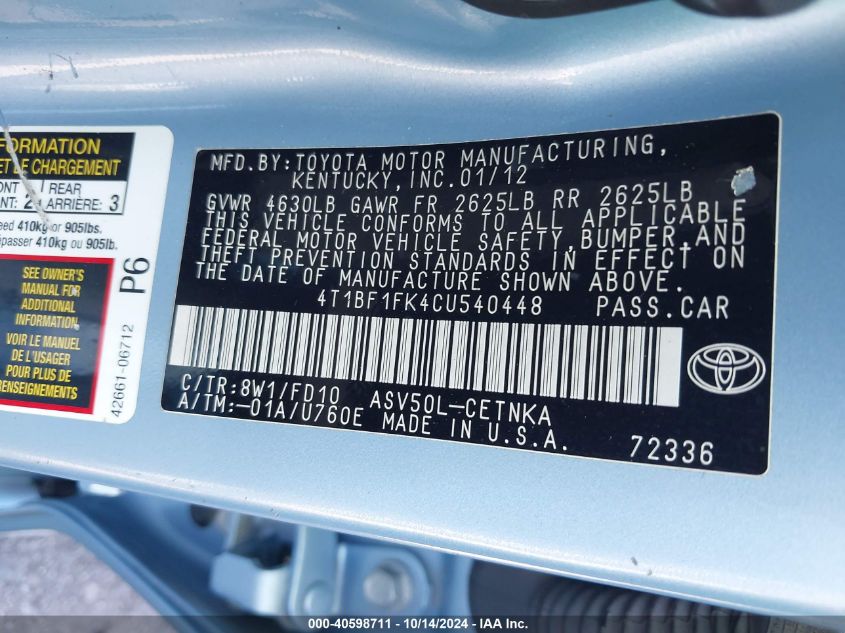 FORMATION
ET DE CHARGEMENT
REAR
ARRIÈRE: 3
410kg or 905lbs.
410kg ou 905lb.
SEE OWNER'S
MANUAL FOR
ADDITIONAL
INFORMATION.
VOIR LE MANUEL
DE L'USAGER
POUR PLUS DE
RENSEIGNEMENTS.
P6
42661-06712
MFD.BY:TOYOTA MOTOR MANUFACTURING,
KENTUCKY,INC.01/12
GVWR 4630LB GAWR FR 2625LB RR 2625LB
THIS VEHICLE CONFORMS TO ALL APPLICABLE
FEDERAL MOTOR VEHICLE SAFETY,BUMPER,AND
THEFT PREVENTION STANDARDS IN EFFECT ON
THE DATE OF MANUFACTURE SHOWN ABOVE.
4T1BF1FK4CU540448 PASS.CAR
C/TR:8W1/FD10 ASV50L-CETNKA
A/TM:-01A/U760E MADE IN U.S.A.
72336
TOYOTA
000-40598711 - 10/14/2024 - IAA Inc.